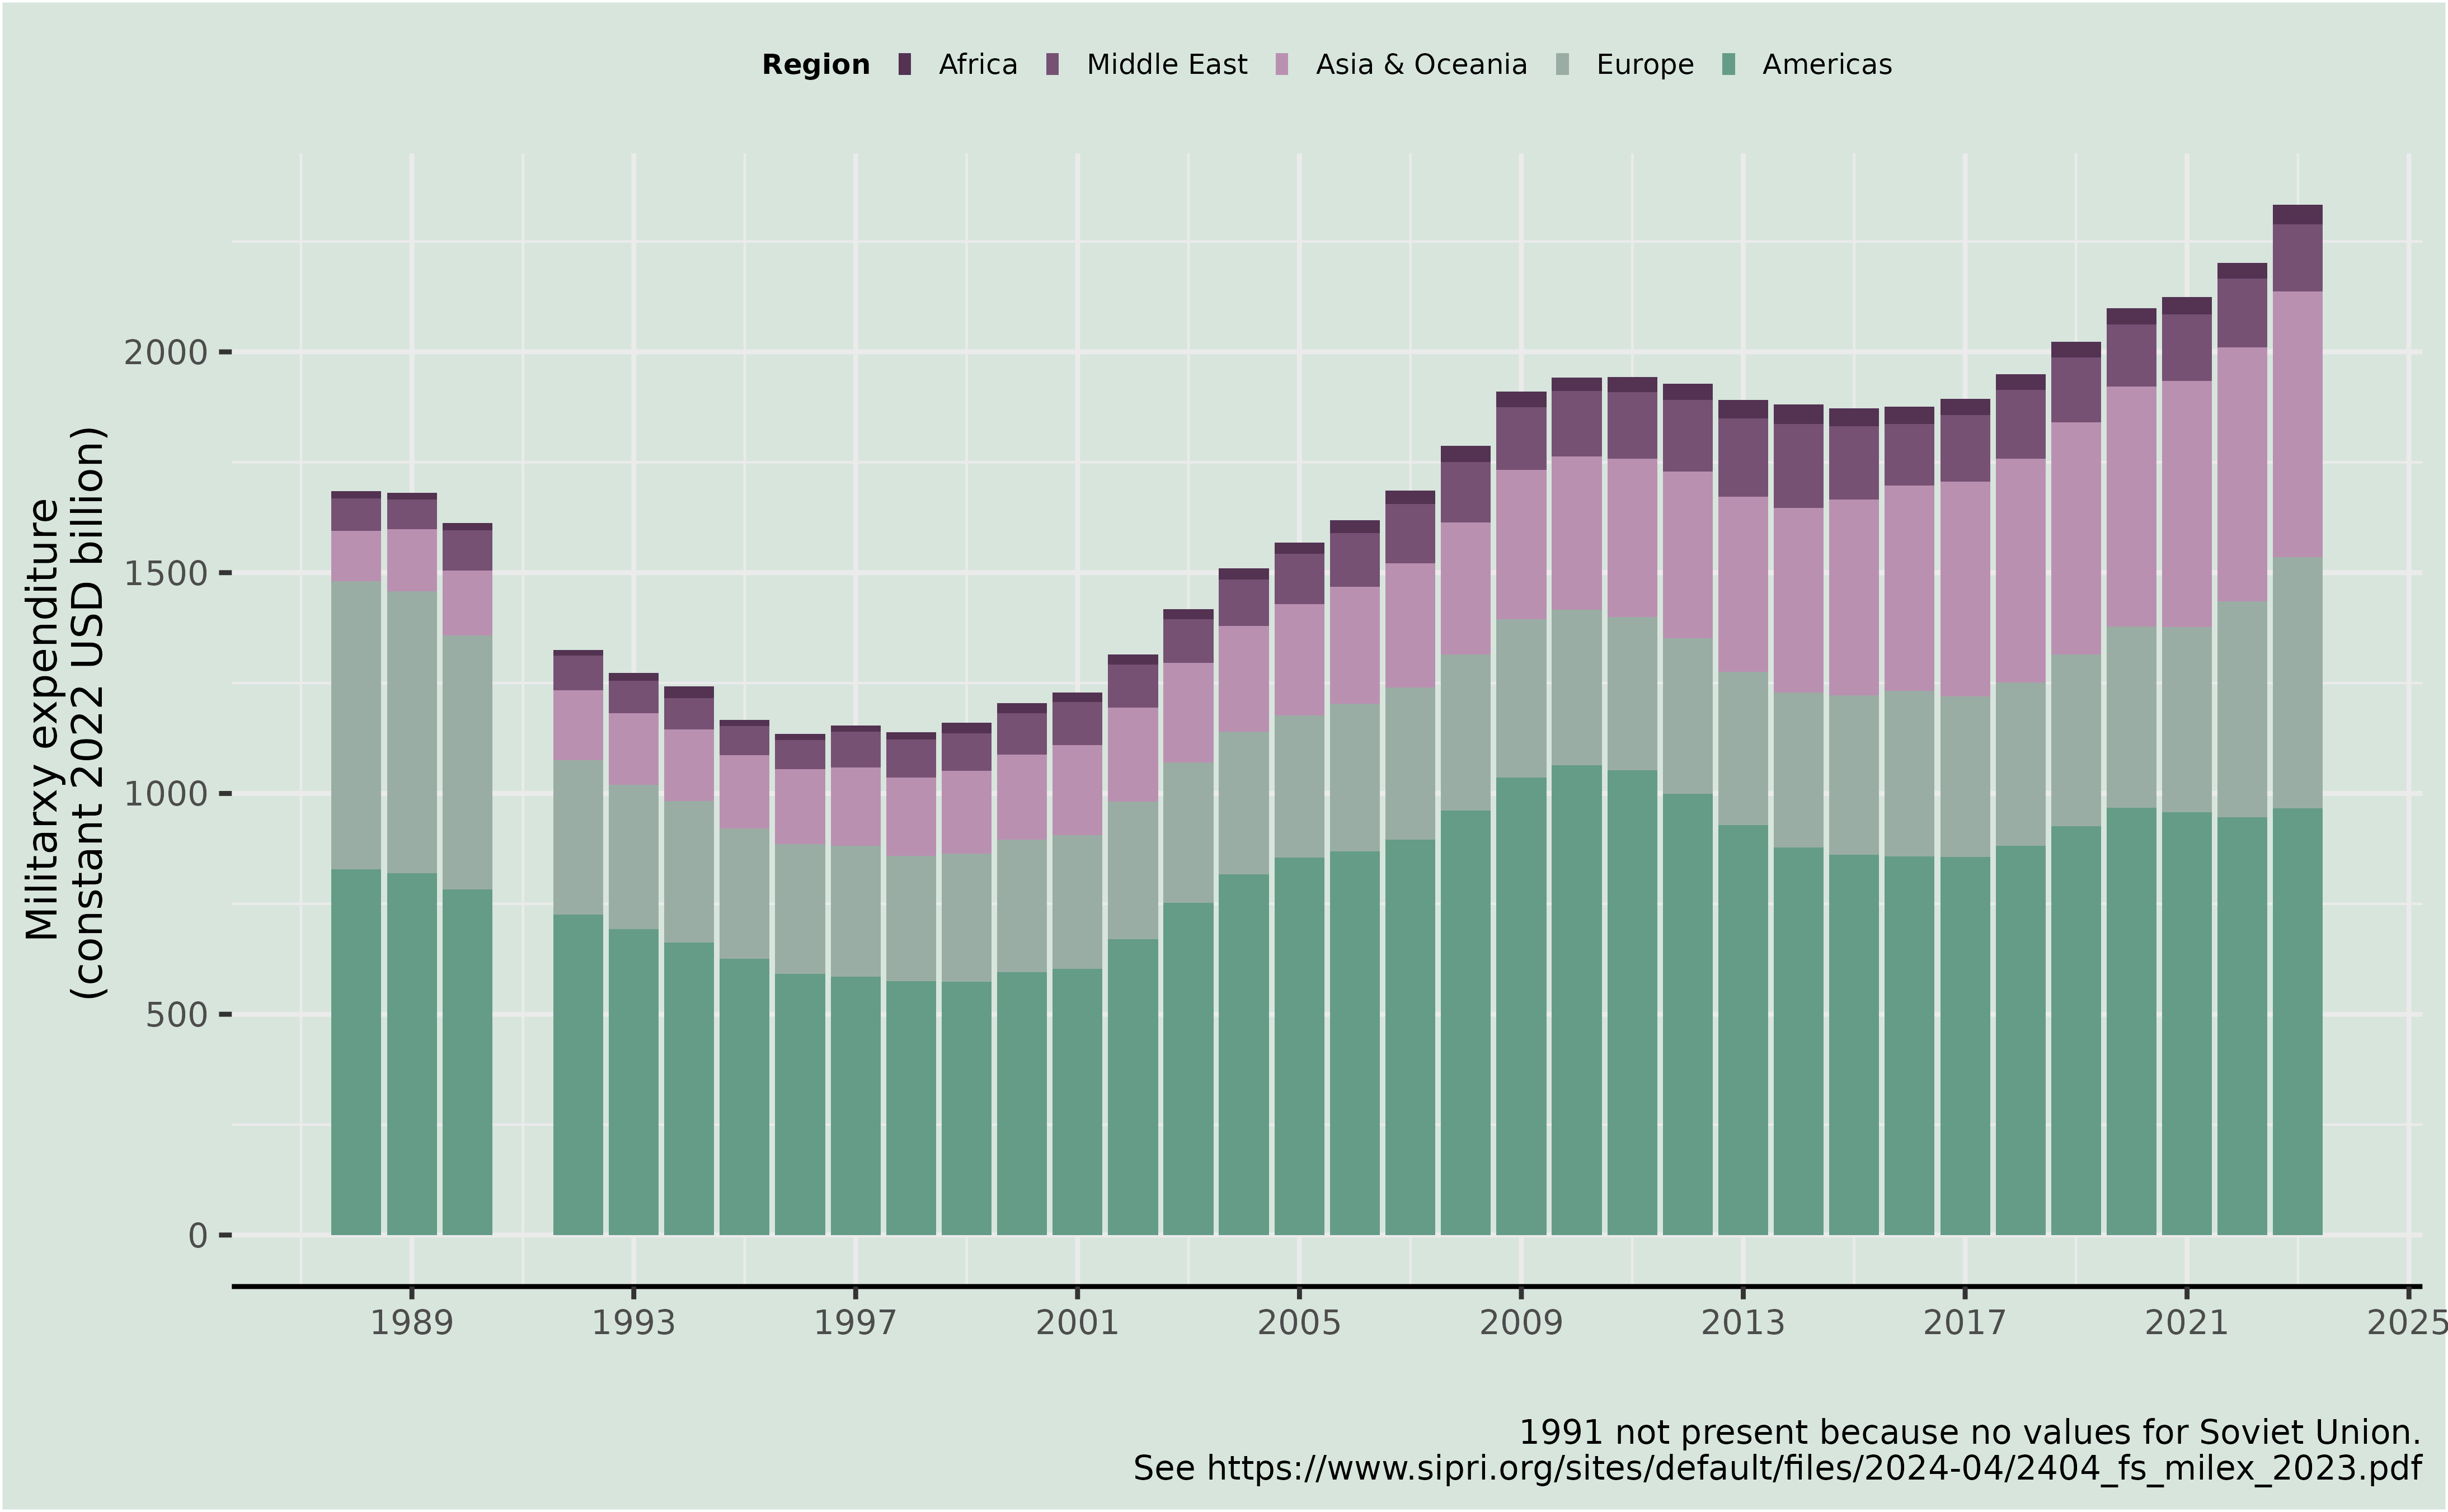 Region Africa Middle East Asia & Oceania Europe Americas
Militarxy expenditure
(constant 2022 USD billion)
2000
1500
1000
500
0
1989 1993 1997 2001 2005 2009 2013 2017 2021 2025
1991 not present because no values for Soviet Union.
See https://www.sipri.org/sites/default/files/2024-04/2404_fs_milex_2023.pdf